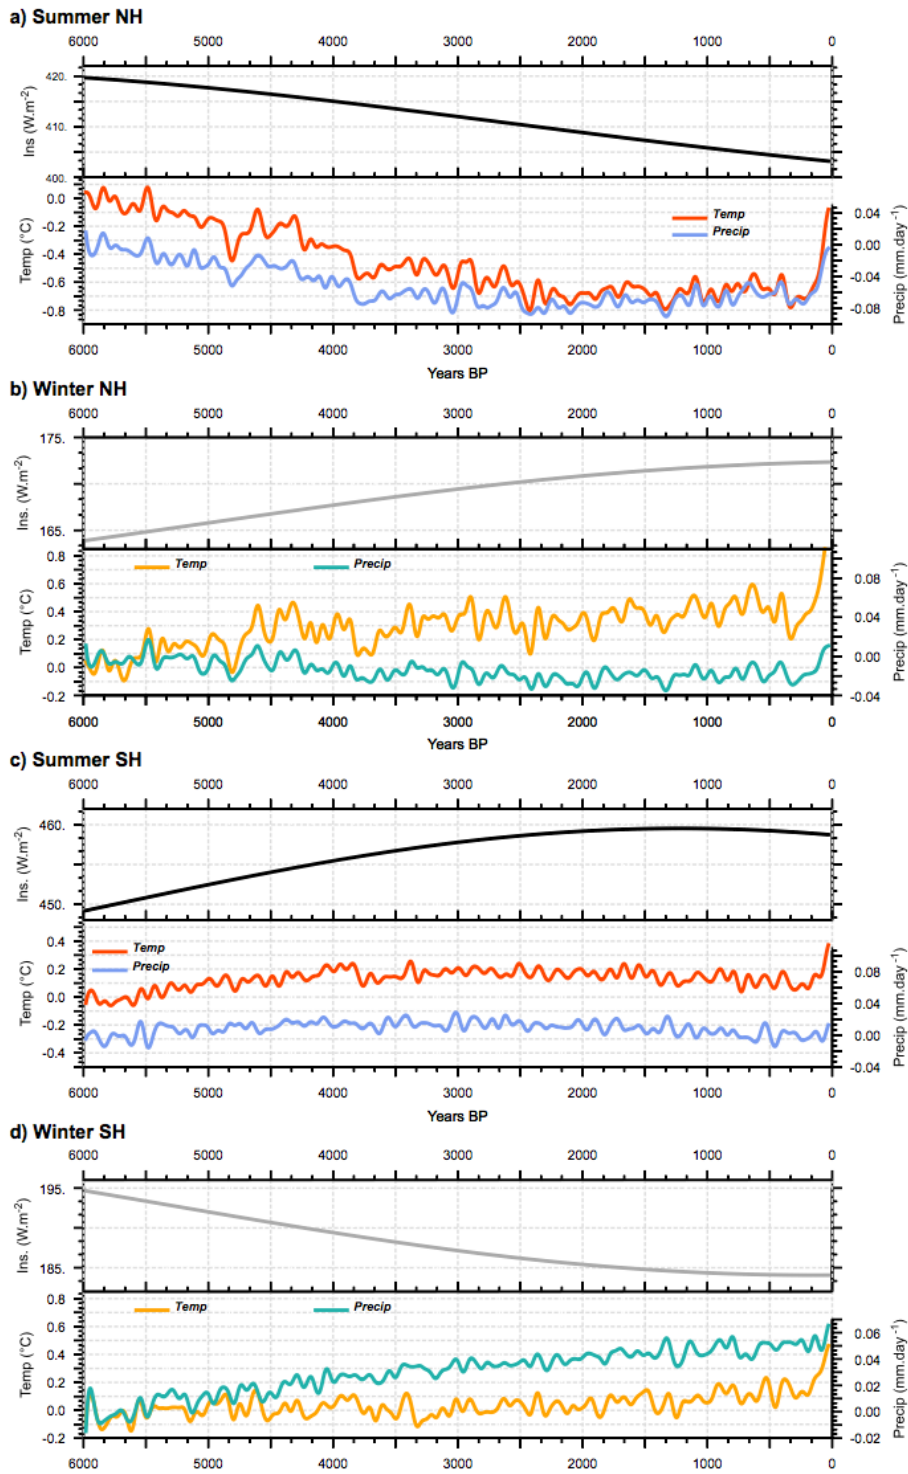 a) Summer NH
6000 5000 4000 3000 2000 1000 0
420.
410.
400.
Ins (W.m-2)
0.0
-0.2
-0.4
-0.6
-0.8
Temp (°C)
Temp
Precip
0.04
0.00
-0.04
-0.08
Precip (mm.day-1)
6000 5000 4000 3000 2000 1000 0
Years BP
b) Winter NH
6000 5000 4000 3000 2000 1000 0
175.
165.
Ins. (W.m-2)
0.8
0.6
0.4
0.2
0.0
-0.2
Temp (°C)
Temp Precip
0.08
0.04
0.00
-0.04
Precip (mm.day-1)
6000 5000 4000 3000 2000 1000 0
Years BP
c) Summer SH
6000 5000 4000 3000 2000 1000 0
460.
450.
Ins. (W.m-2)
0.4
0.2
0.0
-0.2
-0.4
Temp (°C)
Temp
Precip
0.08
0.04
0.00
-0.04
Precip (mm.day-1)
6000 5000 4000 3000 2000 1000 0
Years BP
d) Winter SH
6000 5000 4000 3000 2000 1000 0
195.
185.
Ins. (W.m-2)
0.8
0.6
0.4
0.2
0.0
-0.2
Temp (°C)
Temp Precip
0.06
0.04
0.02
0.00
-0.02
Precip (mm.day-1)
6000 5000 4000 3000 2000 1000 0